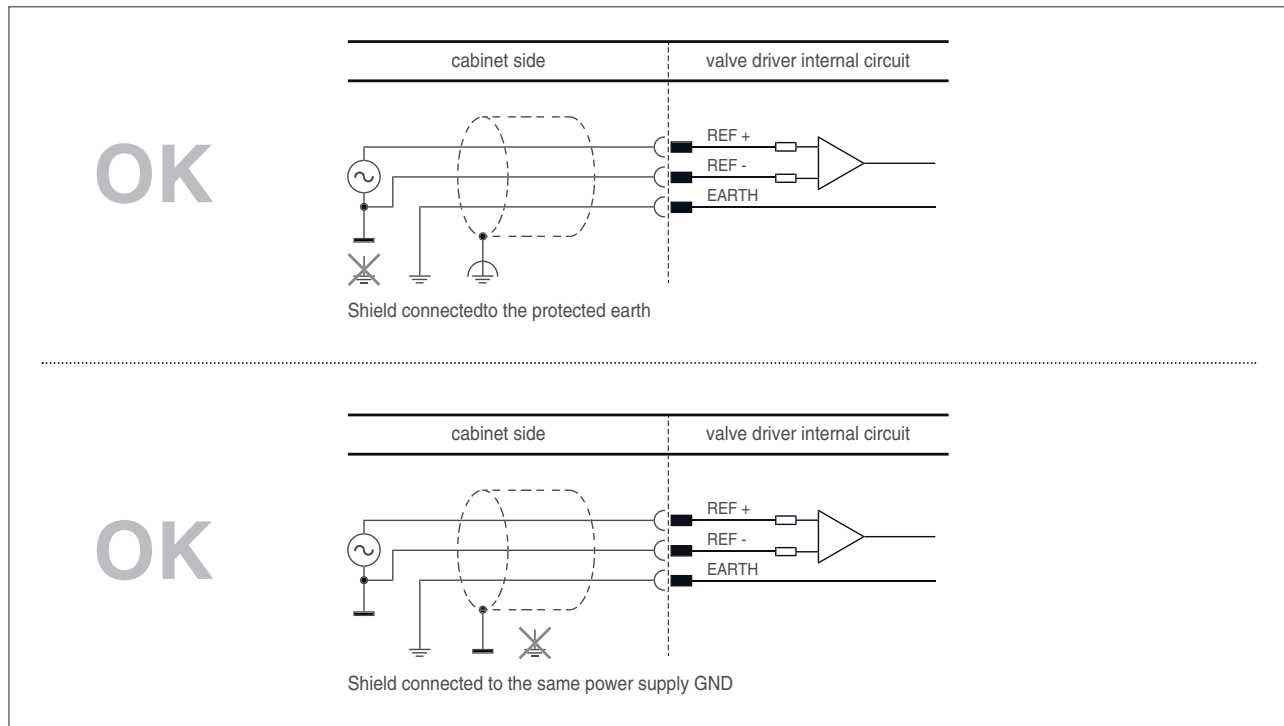 cabinet side
valve driver internal circuit
OK
REF +
REF -
EARTH
Shield connectedto the protected earth
cabinet side
valve driver internal circuit
OK
REF +
REF -
EARTH
Shield connected to the same power supply GND